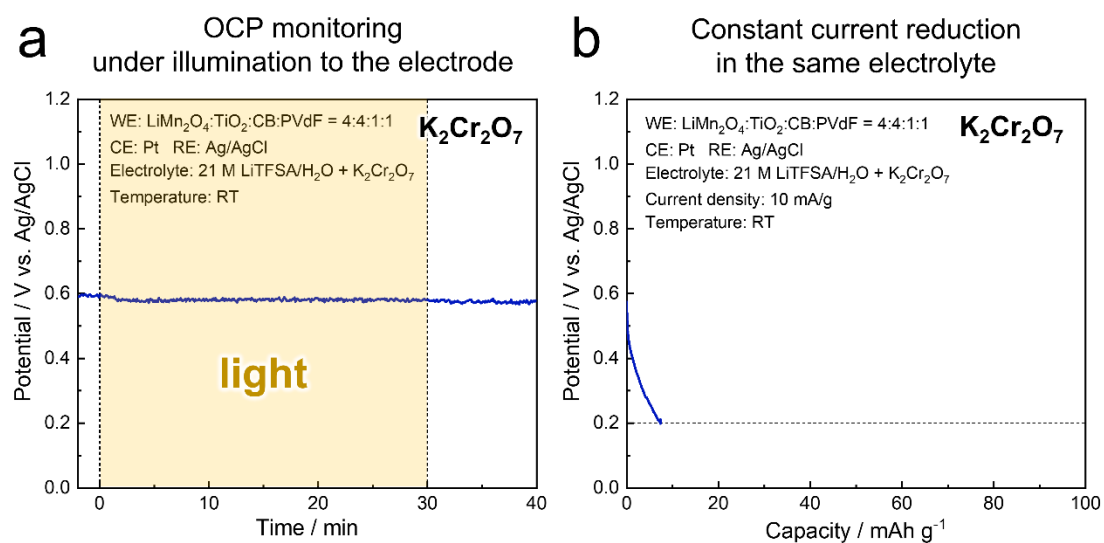 a
OCP monitoring
under illumination to the electrode
1.2
1.0
0.8
0.6
0.4
0.2
0.0
Potential / V vs. Ag/AgCl
WE: LiMn₂O₄:TiO₂:CB:PVdF = 4:4:1:1
CE: Pt RE: Ag/AgCl
Electrolyte: 21 M LiTFSA/H₂O + K₂Cr₂O₇
Temperature: RT
K₂Cr₂O₇
light
0 10 20 30 40
Time / min
b
Constant current reduction
in the same electrolyte
1.2
1.0
0.8
0.6
0.4
0.2
0.0
Potential / V vs. Ag/AgCl
WE: LiMn₂O₄:TiO₂:CB:PVdF = 4:4:1:1
CE: Pt RE: Ag/AgCl
Electrolyte: 21 M LiTFSA/H₂O + K₂Cr₂O₇
Current density: 10 mA/g
Temperature: RT
K₂Cr₂O₇
0 20 40 60 80 100
Capacity / mAh g⁻¹